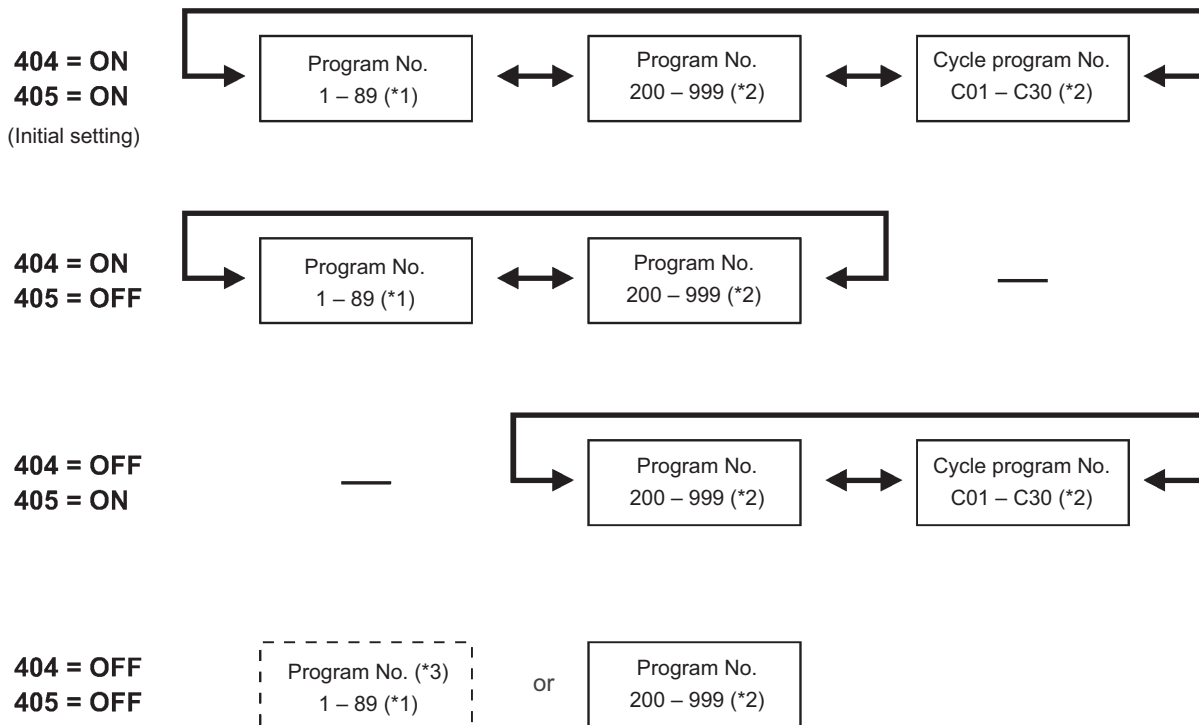 404 = ON
405 = ON
(Initial setting)
Program No.
1 – 89 (*1)
Program No.
200 – 999 (*2)
Cycle program No.
C01 – C30 (*2)
404 = ON
405 = OFF
Program No.
1 – 89 (*1)
Program No.
200 – 999 (*2)
—
404 = OFF
405 = ON
—
Program No.
200 – 999 (*2)
Cycle program No.
C01 – C30 (*2)
404 = OFF
405 = OFF
Program No. (*3)
1 – 89 (*1)
or
Program No.
200 – 999 (*2)